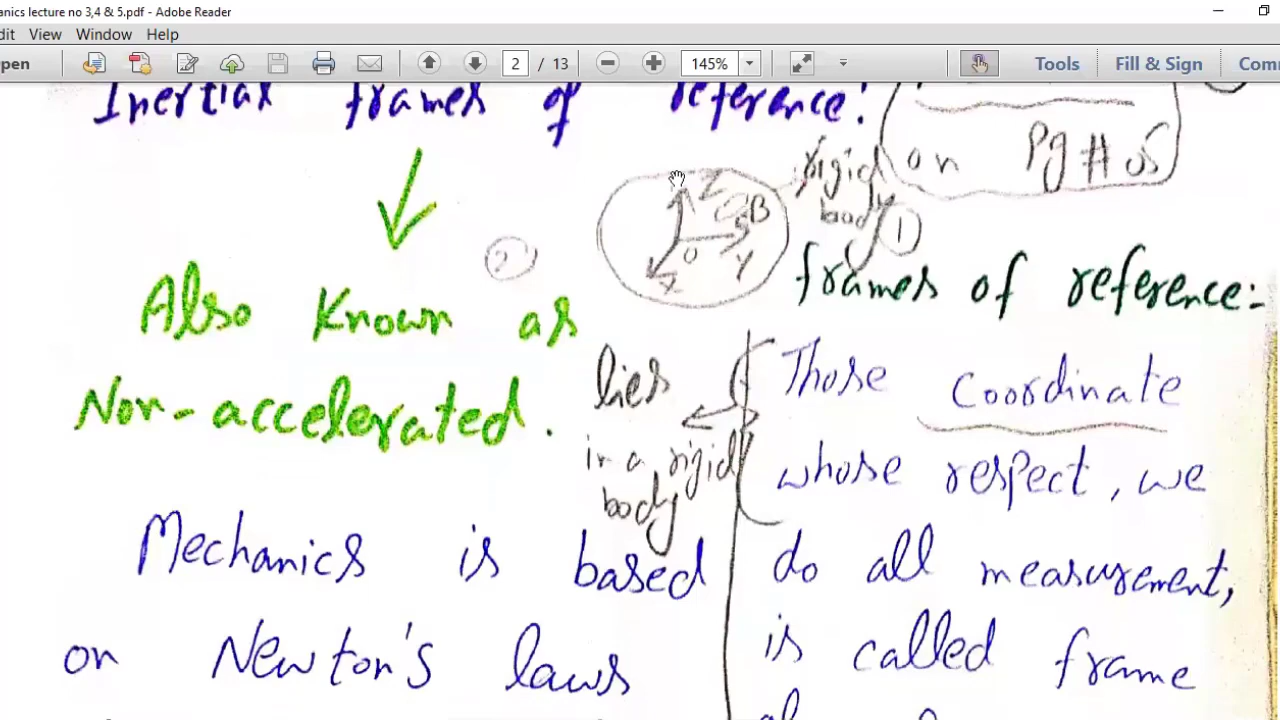 anics lecture no 3,4 & 5.pdf - Adobe Reader
dit View Window Help
pen 2 / 13 145% Tools Fill & Sign Com
Inertial frames of reference:
on Pg # 05
rigid
body
1
Z
B
O
Y
X
2
Also Known as
Non-accelerated.
Mechanics is based
on Newton's laws
lies
in a rigid
body
frames of reference:-
Those Coordinate
whose respect, we
do all measurement,
is called frame